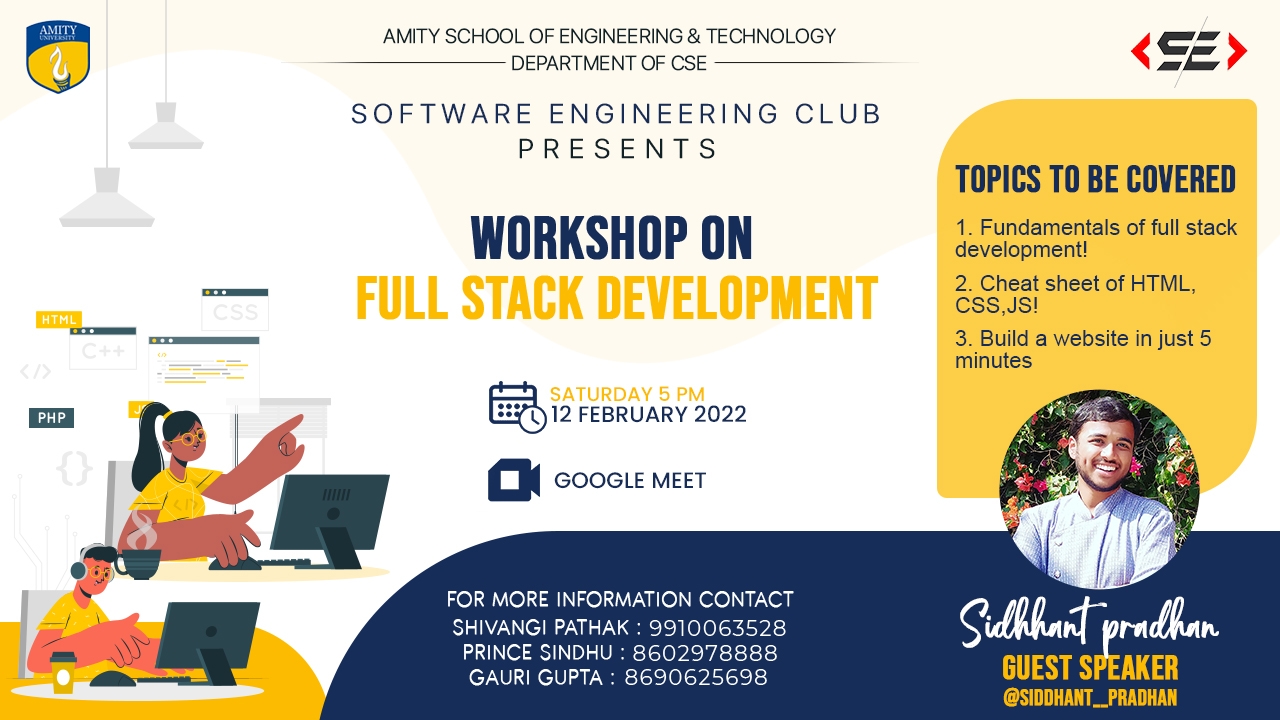 AMITY
UNIVERSITY
AMITY SCHOOL OF ENGINEERING & TECHNOLOGY
DEPARTMENT OF CSE
SE
SOFTWARE ENGINEERING CLUB
PRESENTS
WORKSHOP ON
FULL STACK DEVELOPMENT
SATURDAY 5 PM
12 FEBRUARY 2022
GOOGLE MEET
TOPICS TO BE COVERED
1. Fundamentals of full stack
development!
2. Cheat sheet of HTML,
CSS,JS!
3. Build a website in just 5
minutes
HTML
CSS
C++
</>
PHP
{}
</>
FOR MORE INFORMATION CONTACT
SHIVANGI PATHAK : 9910063528
PRINCE SINDHU : 8602978888
GAURI GUPTA : 8690625698
Sidhhant pradhan
GUEST SPEAKER
@SIDDHANT__PRADHAN